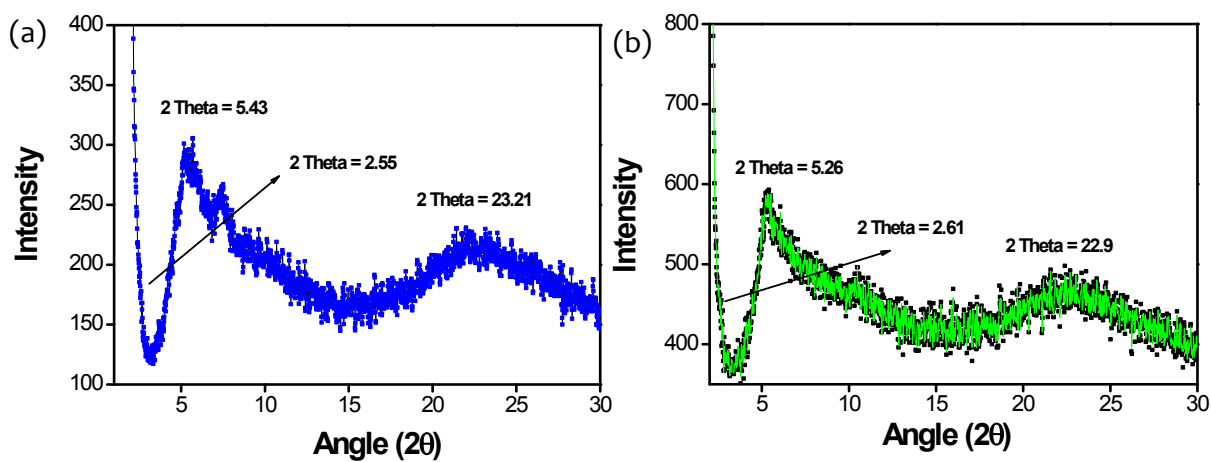 (a)
400
350
300
250
200
150
100
Intensity
2 Theta = 5.43
2 Theta = 2.55
2 Theta = 23.21
5 10 15 20 25 30
Angle (2θ)
(b)
800
700
600
500
400
Intensity
2 Theta = 5.26
2 Theta = 2.61
2 Theta = 22.9
5 10 15 20 25 30
Angle (2θ)